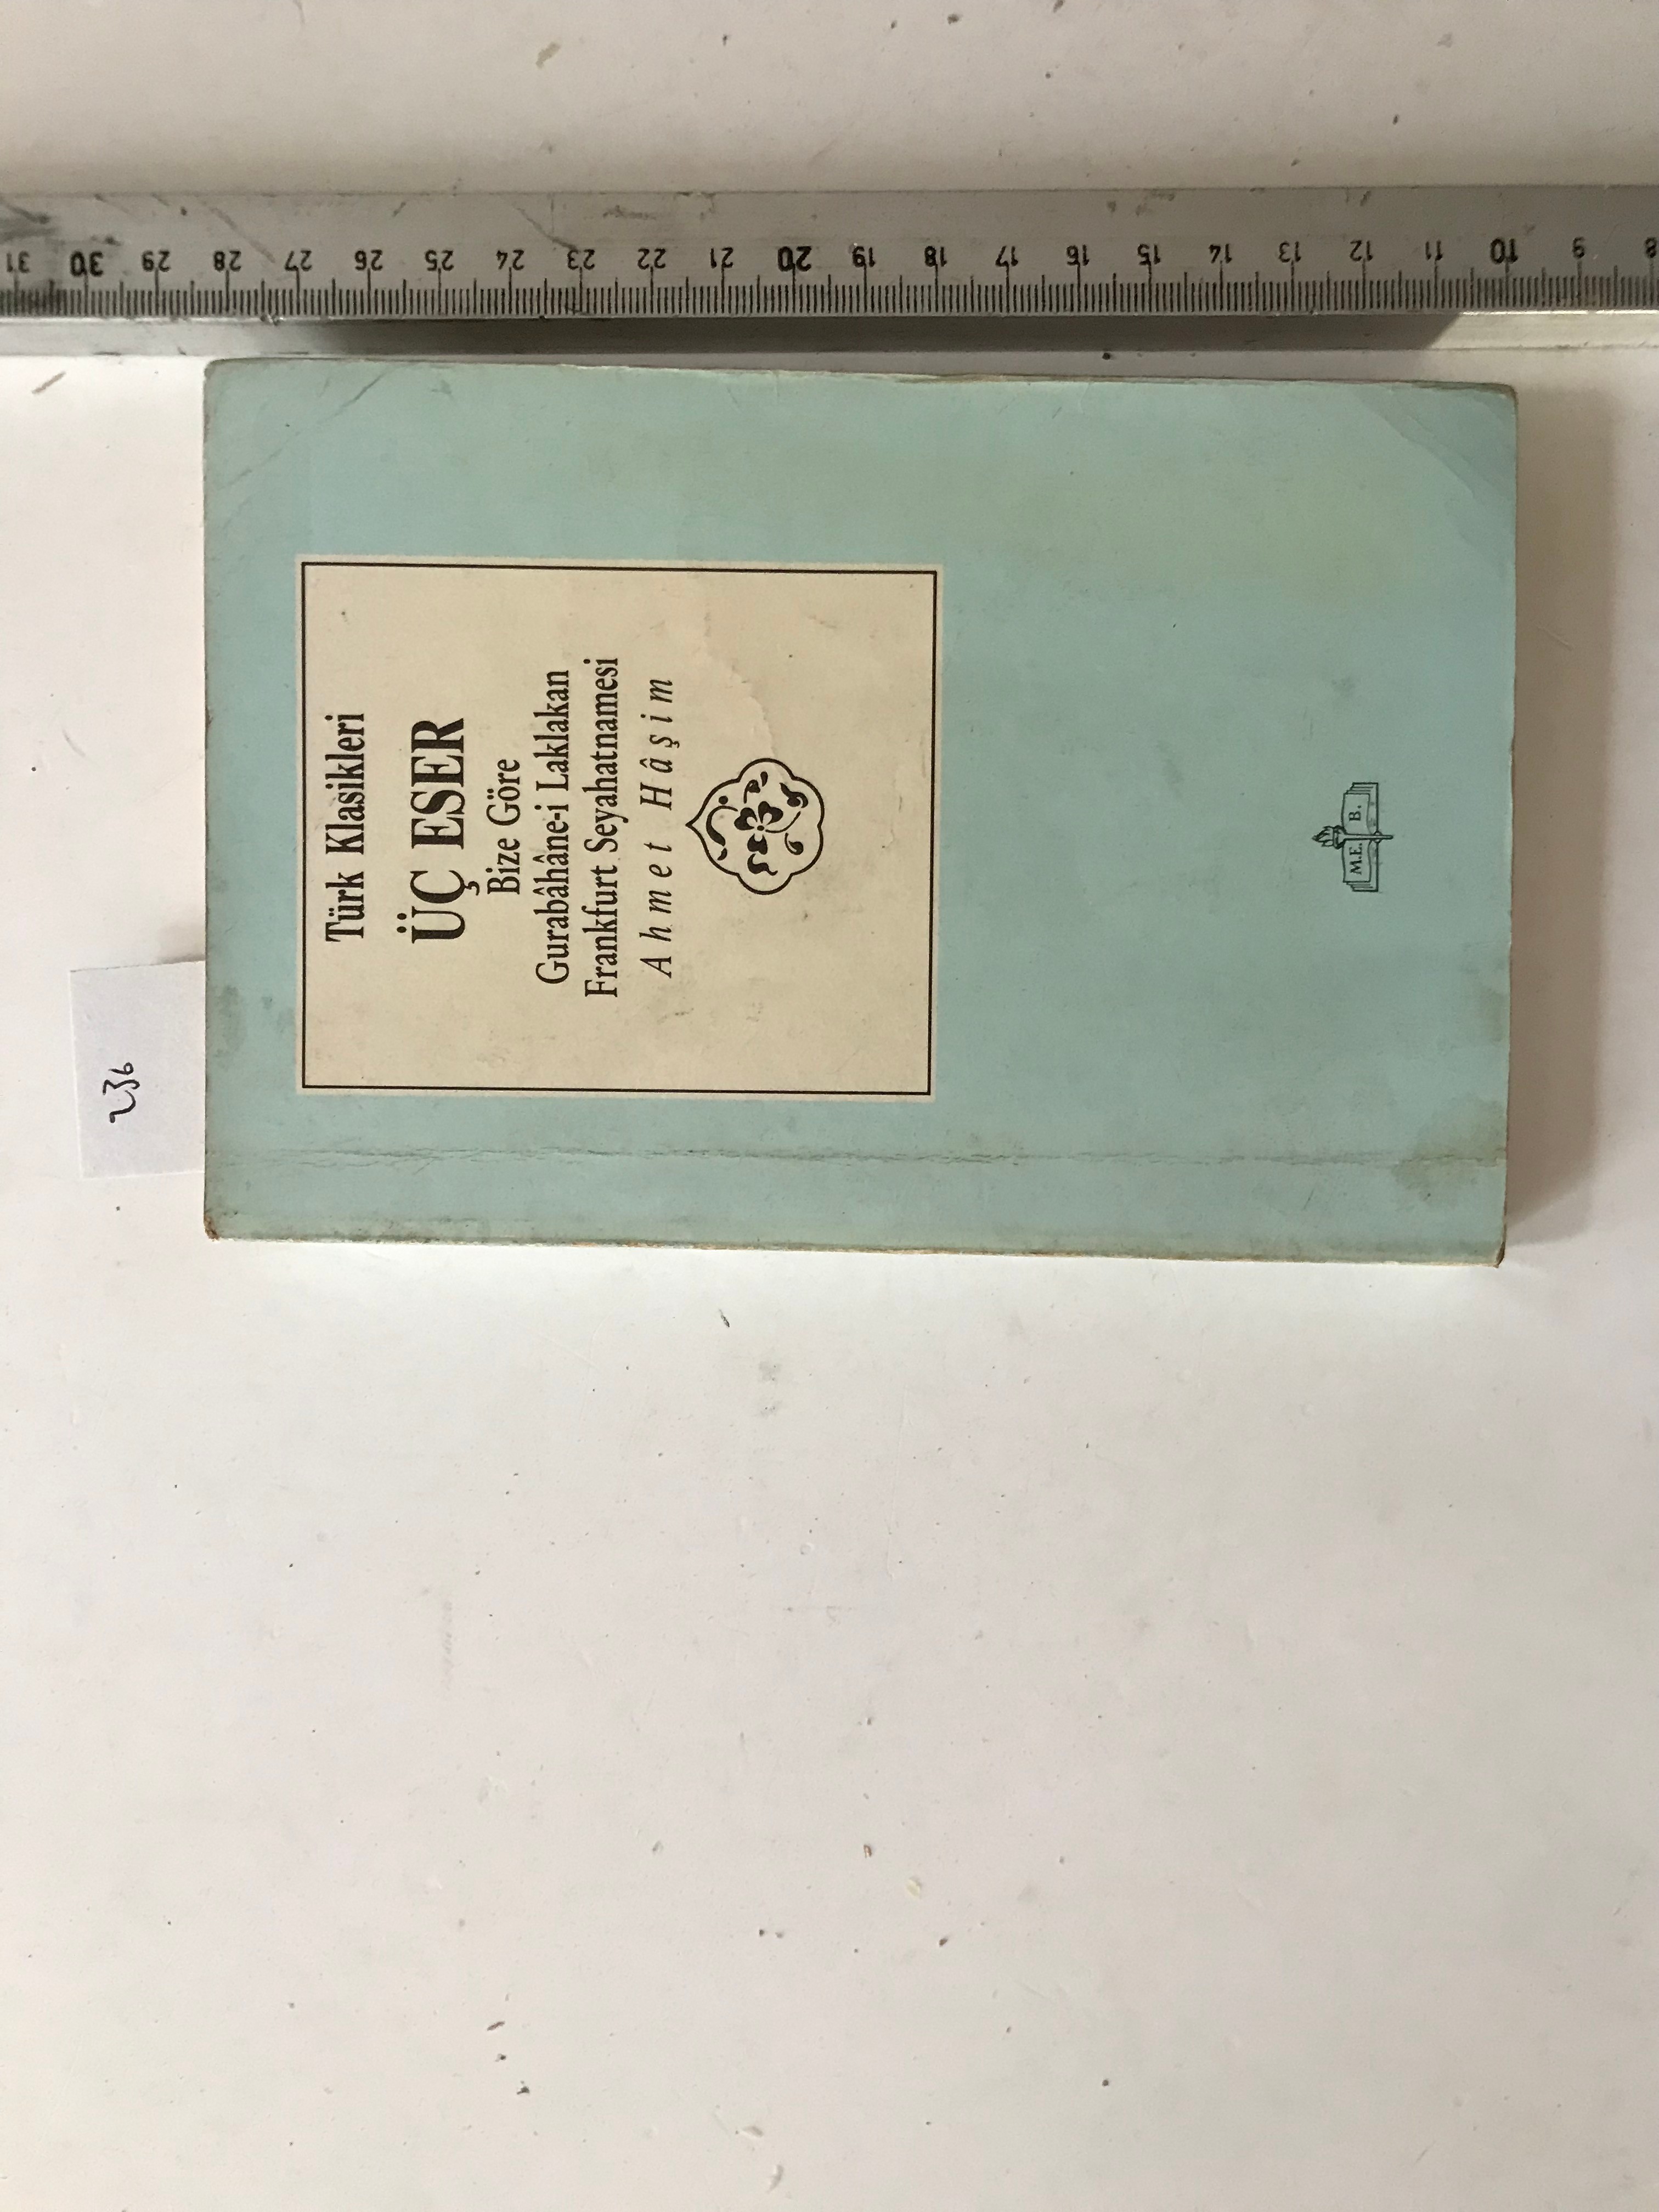 Türk Klasikleri
ÜÇ ESER
Bize Göre
Gurabâhâne-i Laklakan
Frankfurt Seyahatnamesi
Ahmet Hâşim
M.E. B.
236
31 30 29 28 27 26 25 24 23 22 21 20 19 18 17 16 15 14 13 12 11 10 9 8